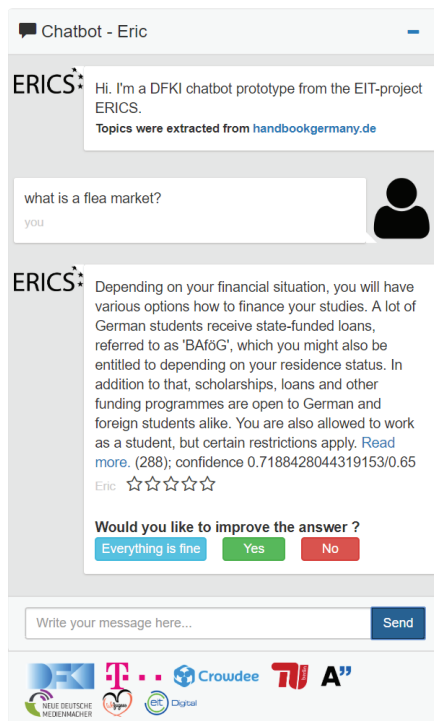 Chatbot - Eric
ERICS
Hi. I'm a DFKI chatbot prototype from the EIT-project
ERICS.
Topics were extracted from handbookgermany.de
what is a flea market?
you
ERICS
Depending on your financial situation, you will have
various options how to finance your studies. A lot of
German students receive state-funded loans,
referred to as 'BAföG', which you might also be
entitled to depending on your residence status. In
addition to that, scholarships, loans and other
funding programmes are open to German and
foreign students alike. You are also allowed to work
as a student, but certain restrictions apply. Read
more. (288); confidence 0.7188428044319153/0.65
Eric
Would you like to improve the answer ?
Everything is fine Yes No
Write your message here... Send
DFKI T Crowdee TU berlin A"
NEUE DEUTSCHE
MEDIENMACHER
eit Digital